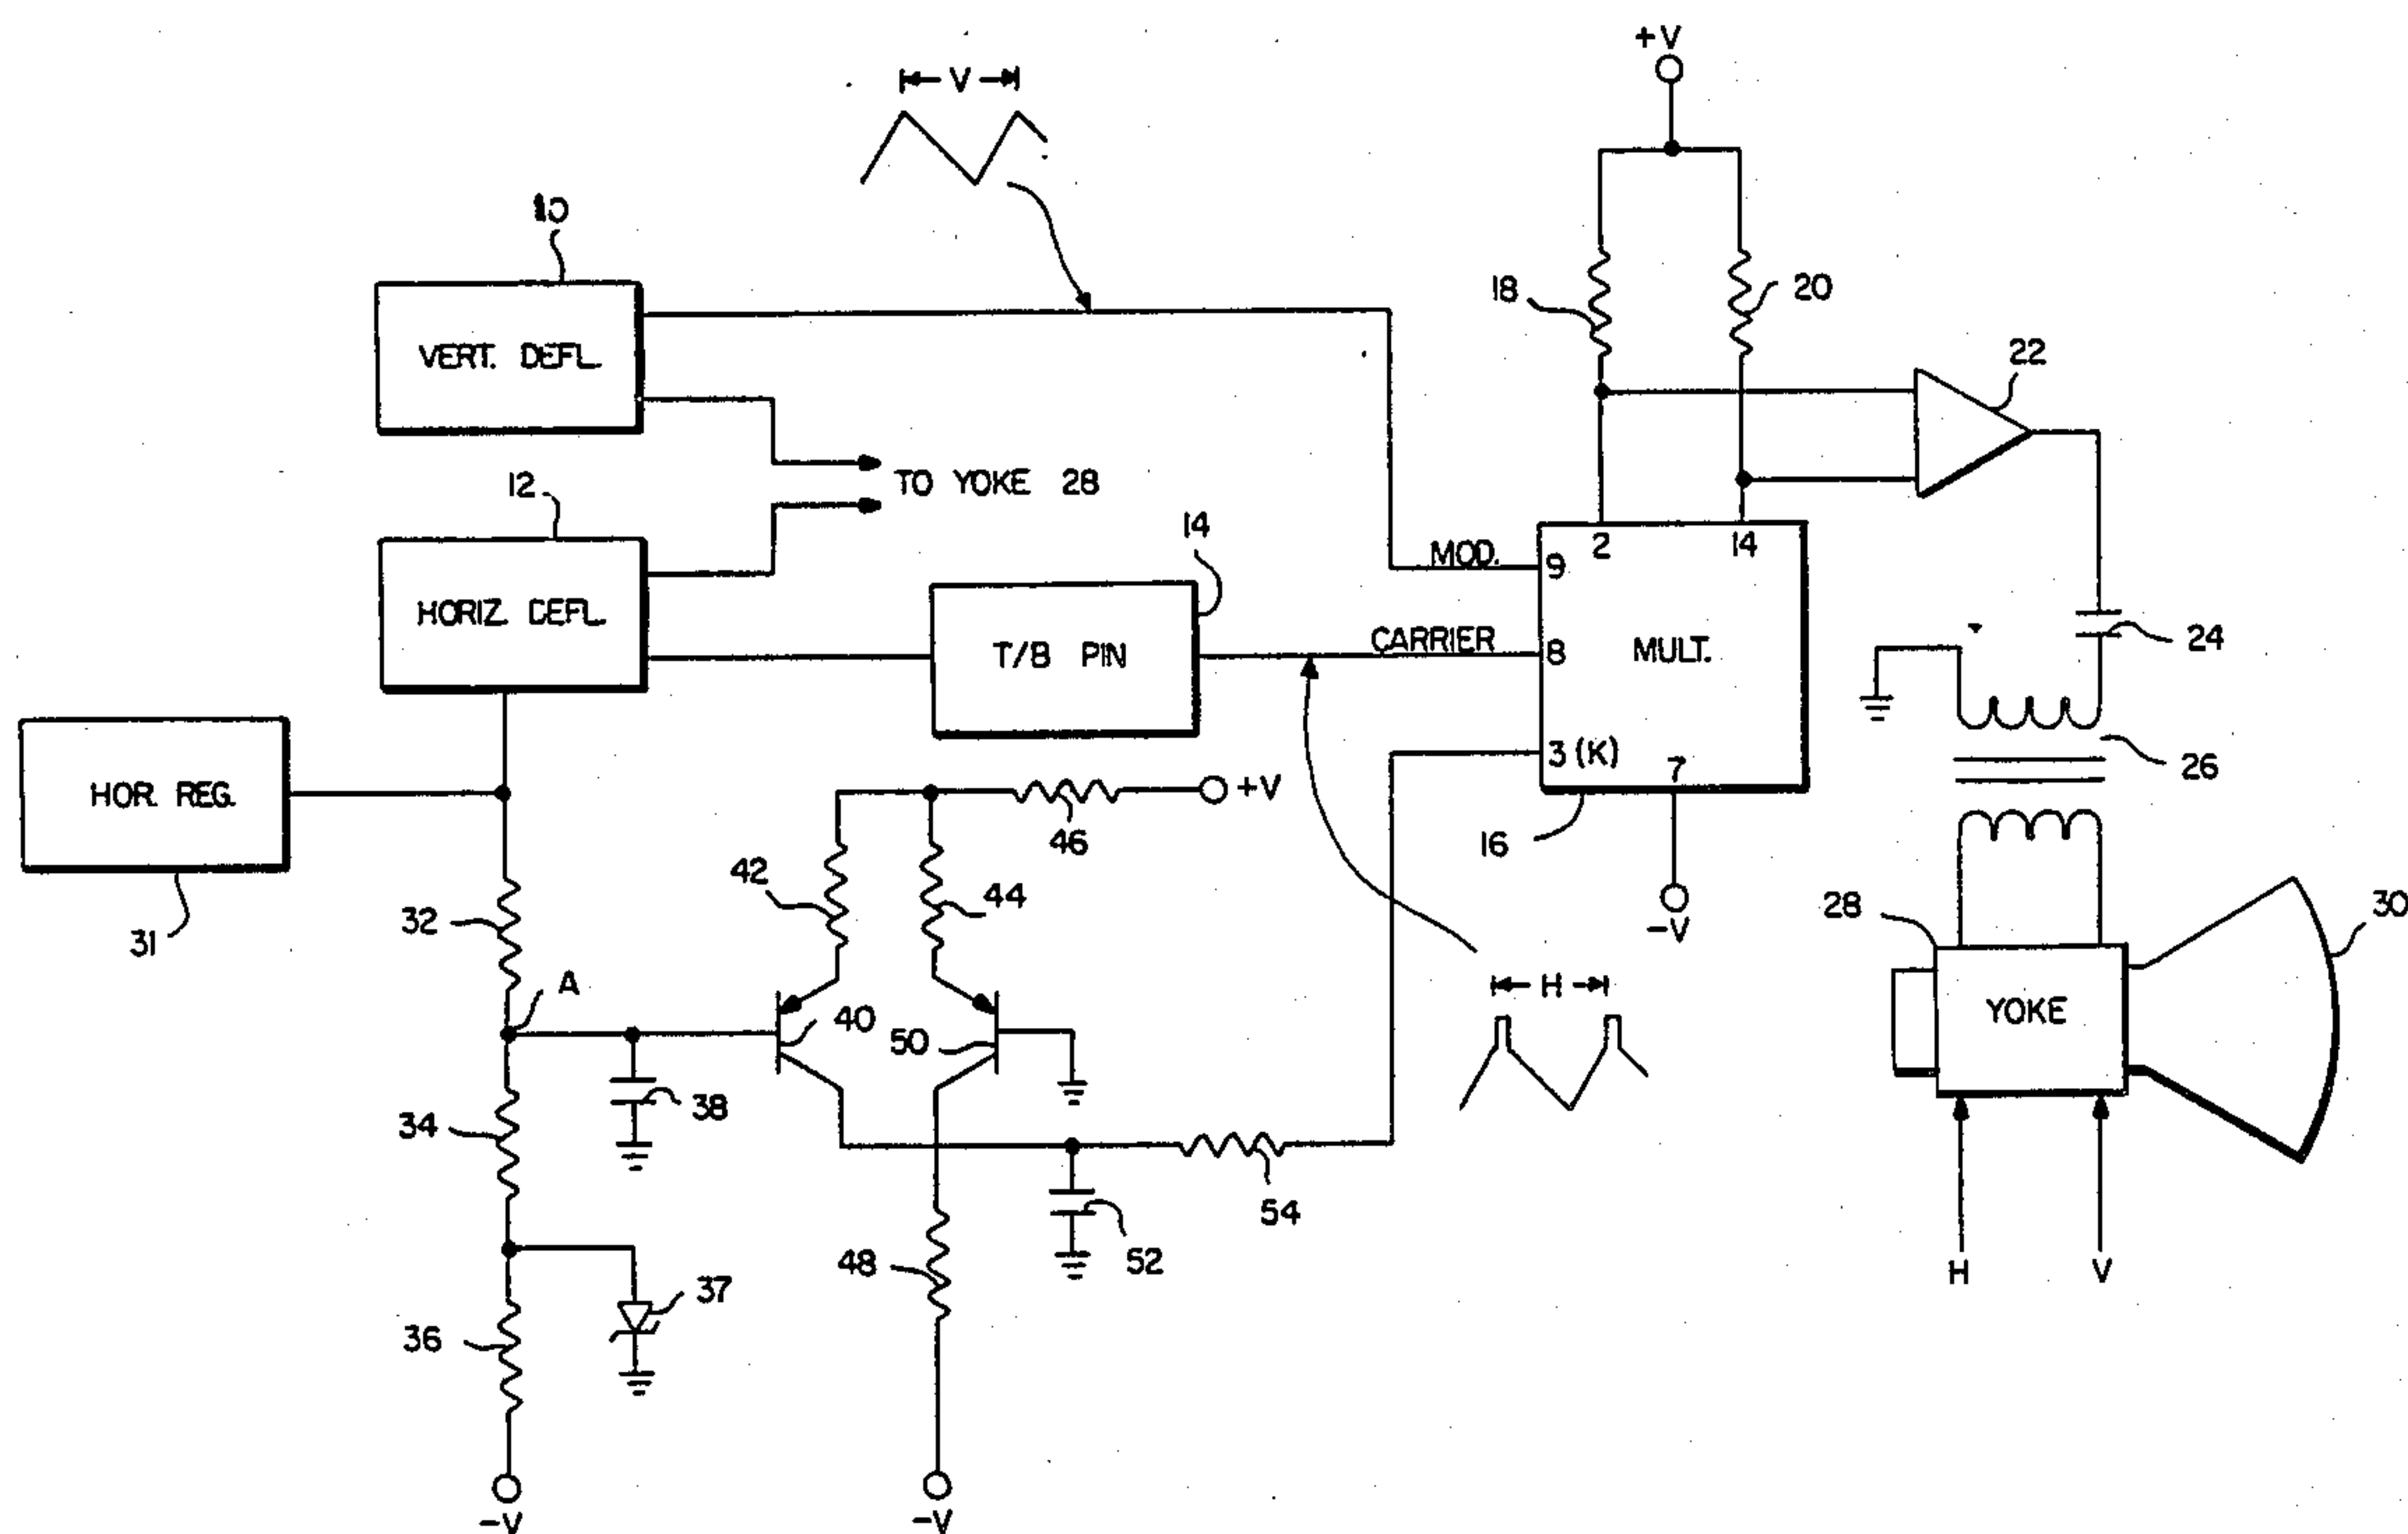 +V
V
10
VERT. DEFL.
18
20
22
12
TO YOKE 28
14
HORIZ. DEFL.
T/B PIN
MOD.
9
2
14
CARRIER
8
MULT.
24
3 (K)
7
HOR. REG.
+V
46
16
26
31
32
42
44
-V
28
30
A
40
50
H
YOKE
34
38
54
52
H
V
36
37
48
-V
-V